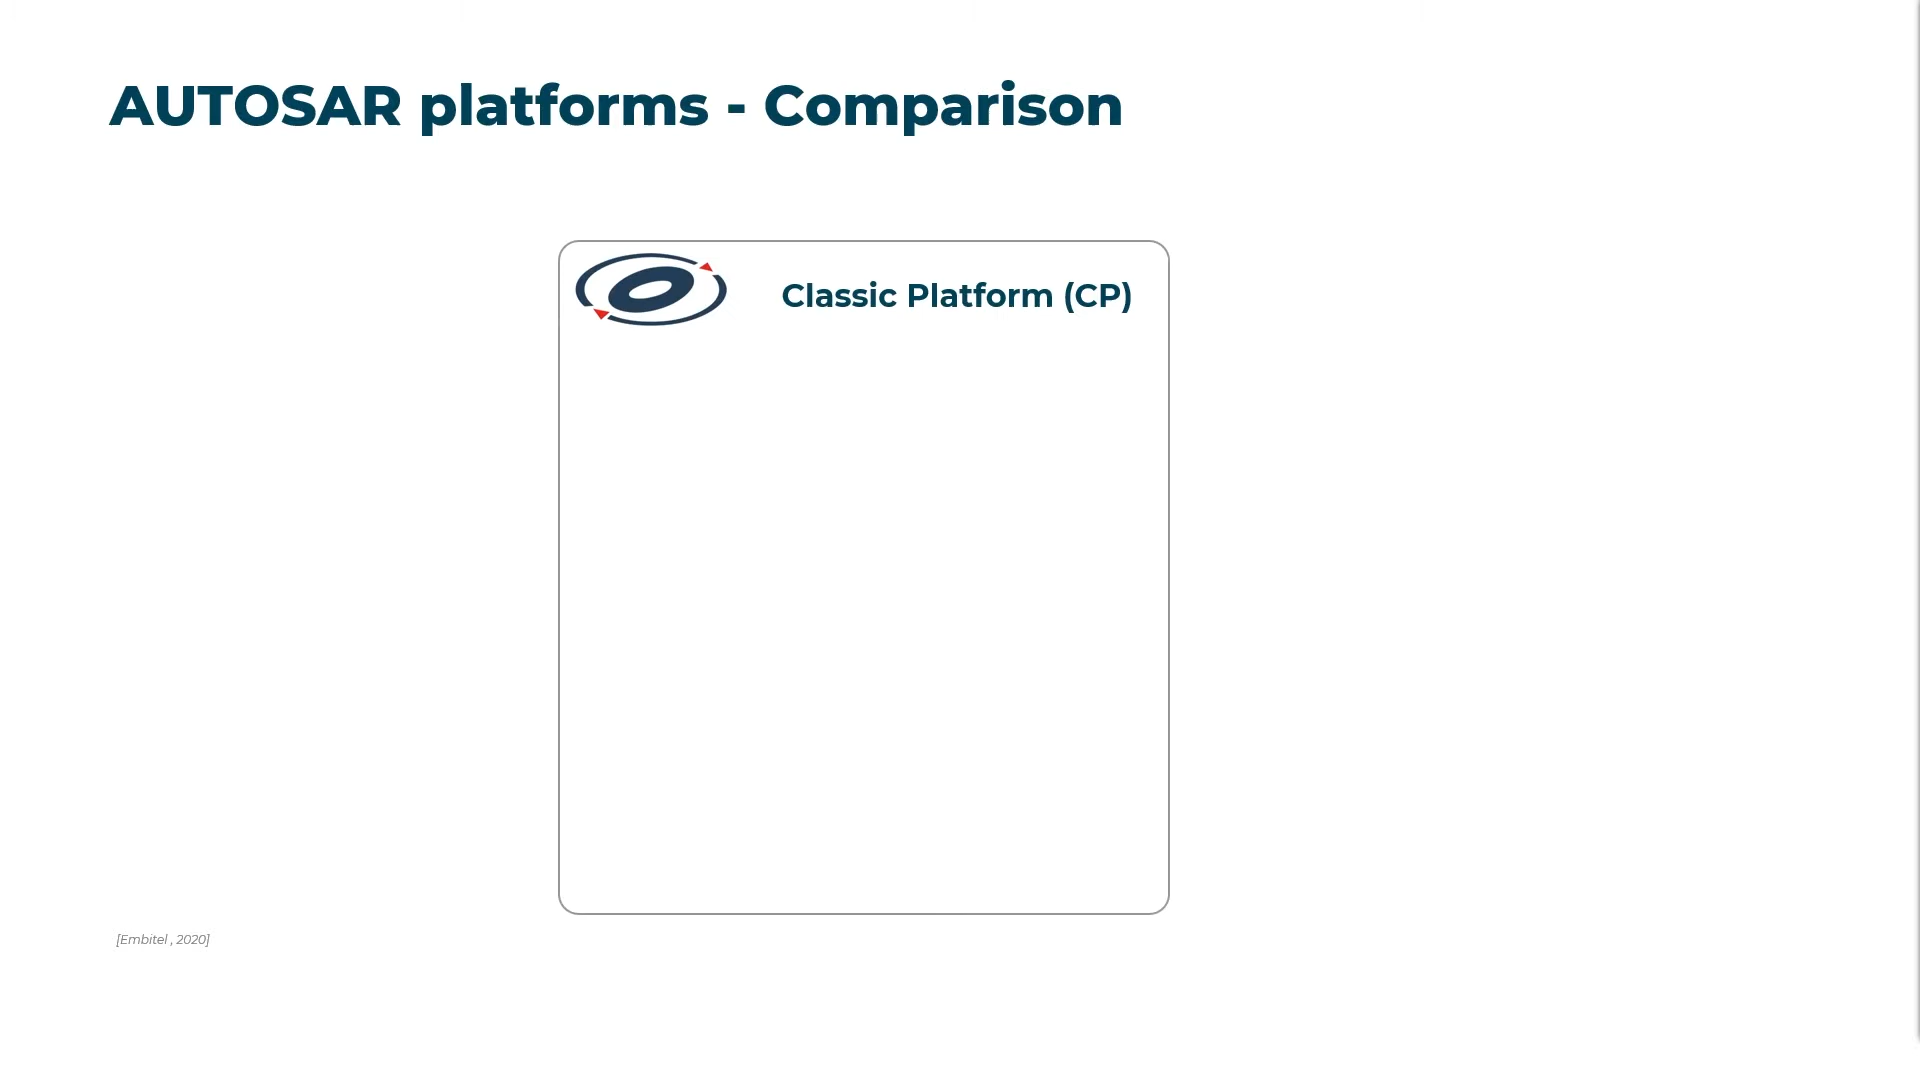 AUTOSAR platforms - Comparison
Classic Platform (CP)
[Embitel , 2020]